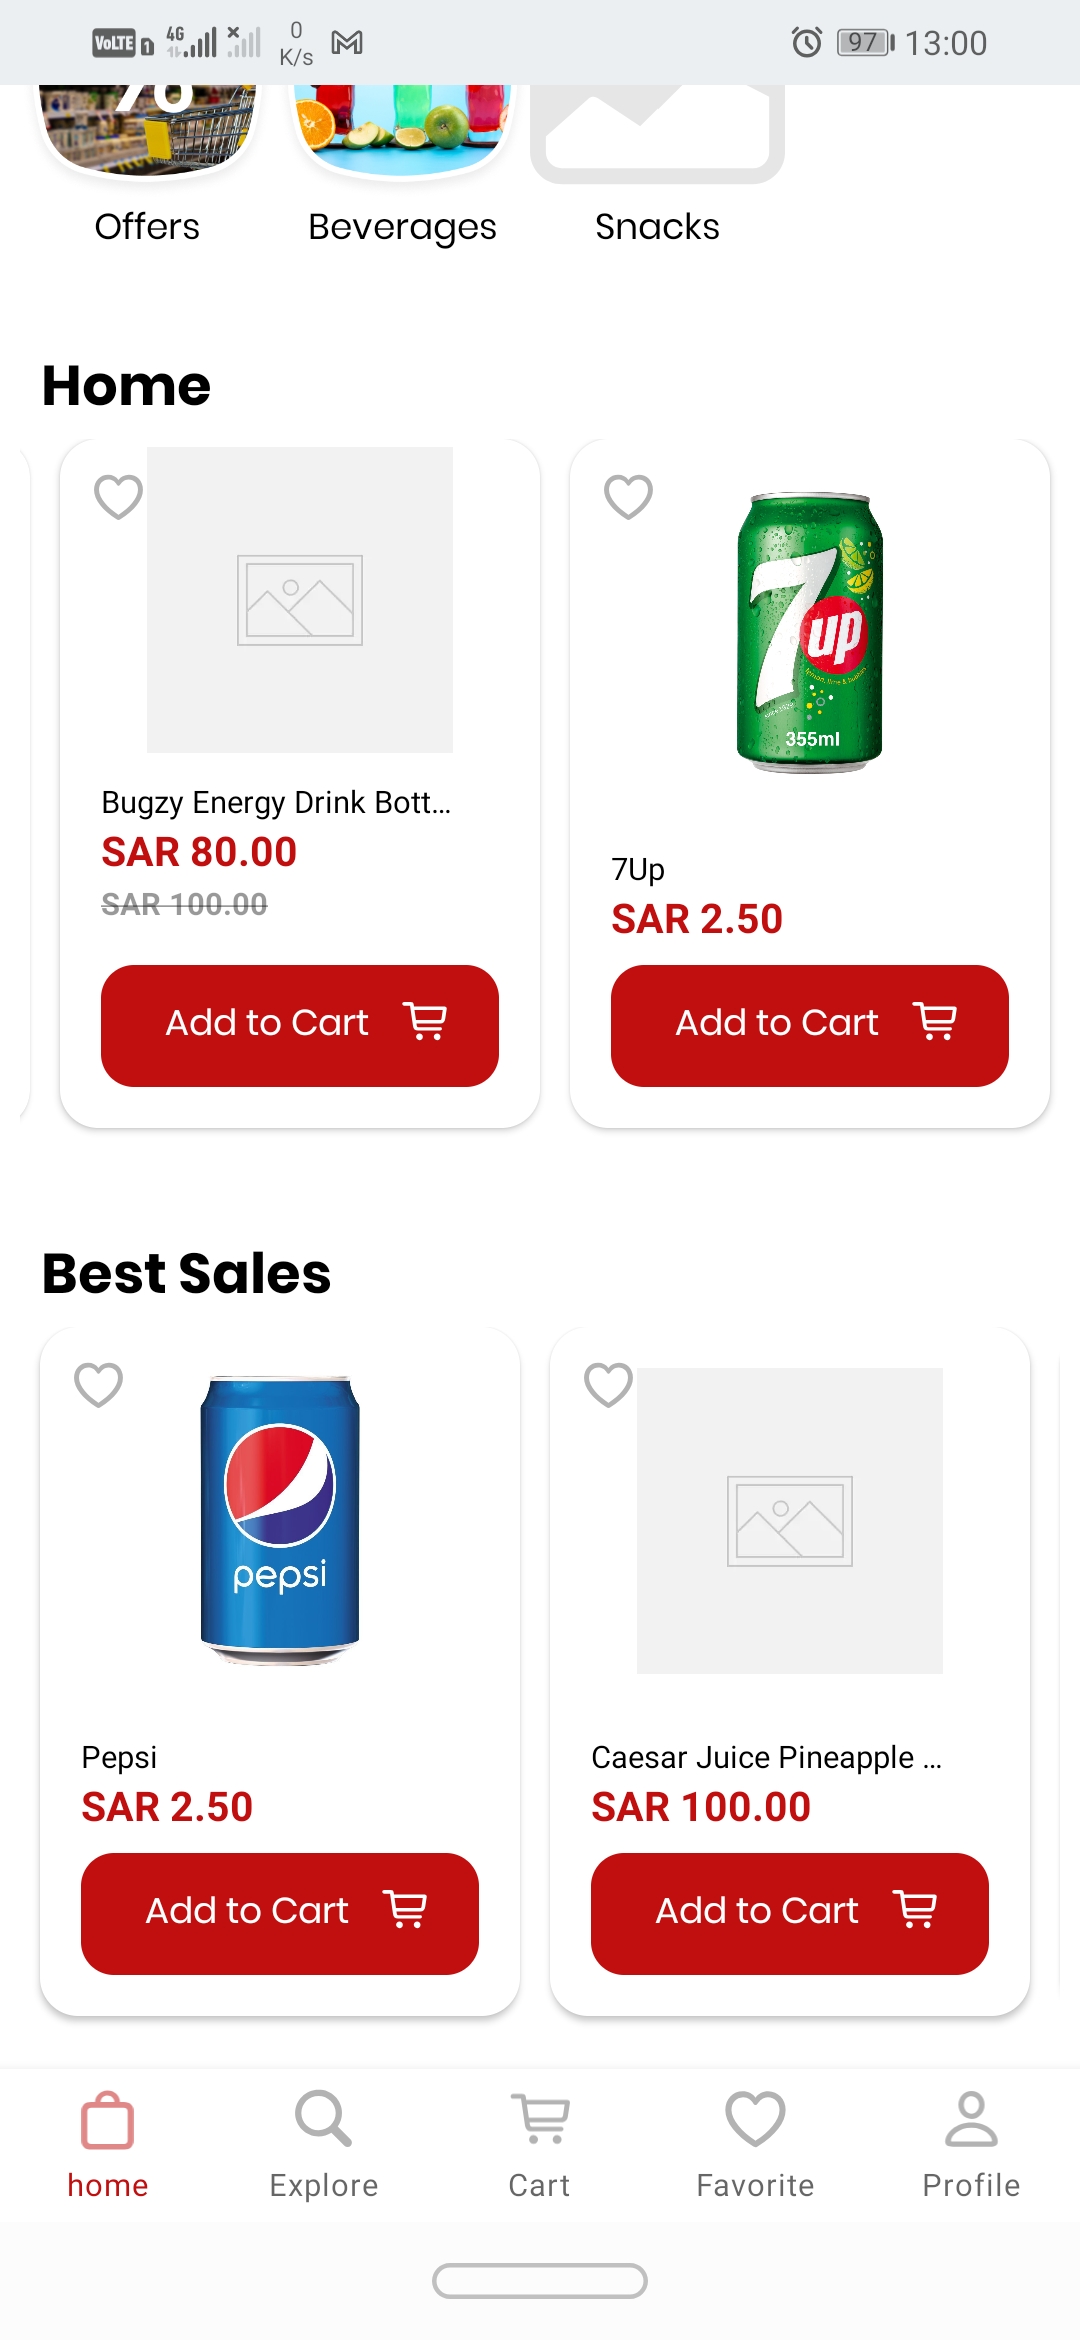 VoLTE 1 4G 0 K/s 97 13:00
%
Offers Beverages Snacks
Home
7up
355ml
Bugzy Energy Drink Bott...
SAR 80.00
SAR 100.00
7Up
SAR 2.50
Add to Cart
Add to Cart
Best Sales
pepsi
Pepsi
SAR 2.50
Caesar Juice Pineapple ...
SAR 100.00
Add to Cart
Add to Cart
home Explore Cart Favorite Profile